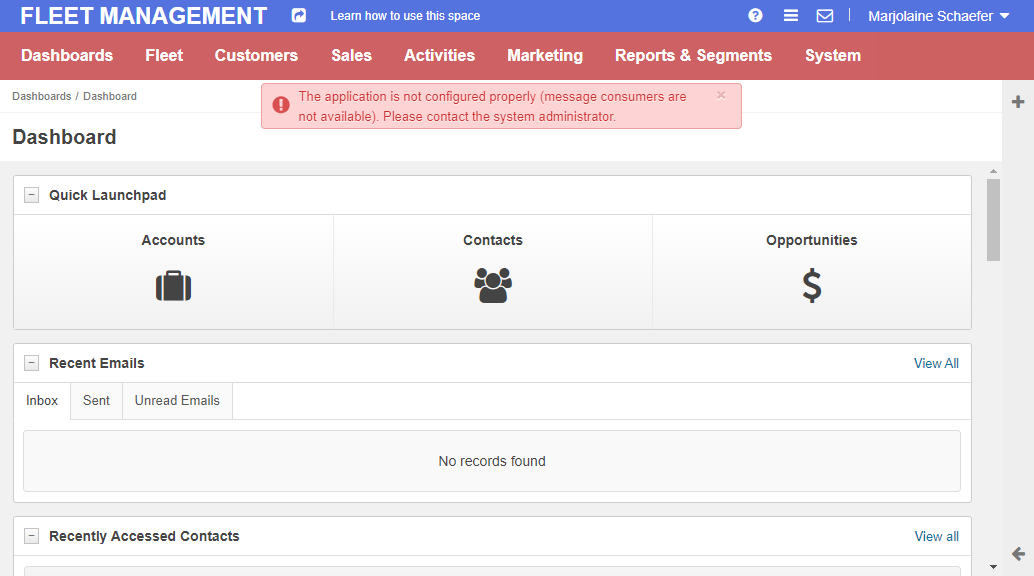 FLEET MANAGEMENT
Learn how to use this space
Marjolaine Schaefer
Dashboards Fleet Customers Sales Activities Marketing Reports & Segments System
Dashboards / Dashboard
The application is not configured properly (message consumers are
not available). Please contact the system administrator.
×
Dashboard
Quick Launchpad
Accounts Contacts Opportunities
Recent Emails View All
Inbox Sent Unread Emails
No records found
Recently Accessed Contacts View all